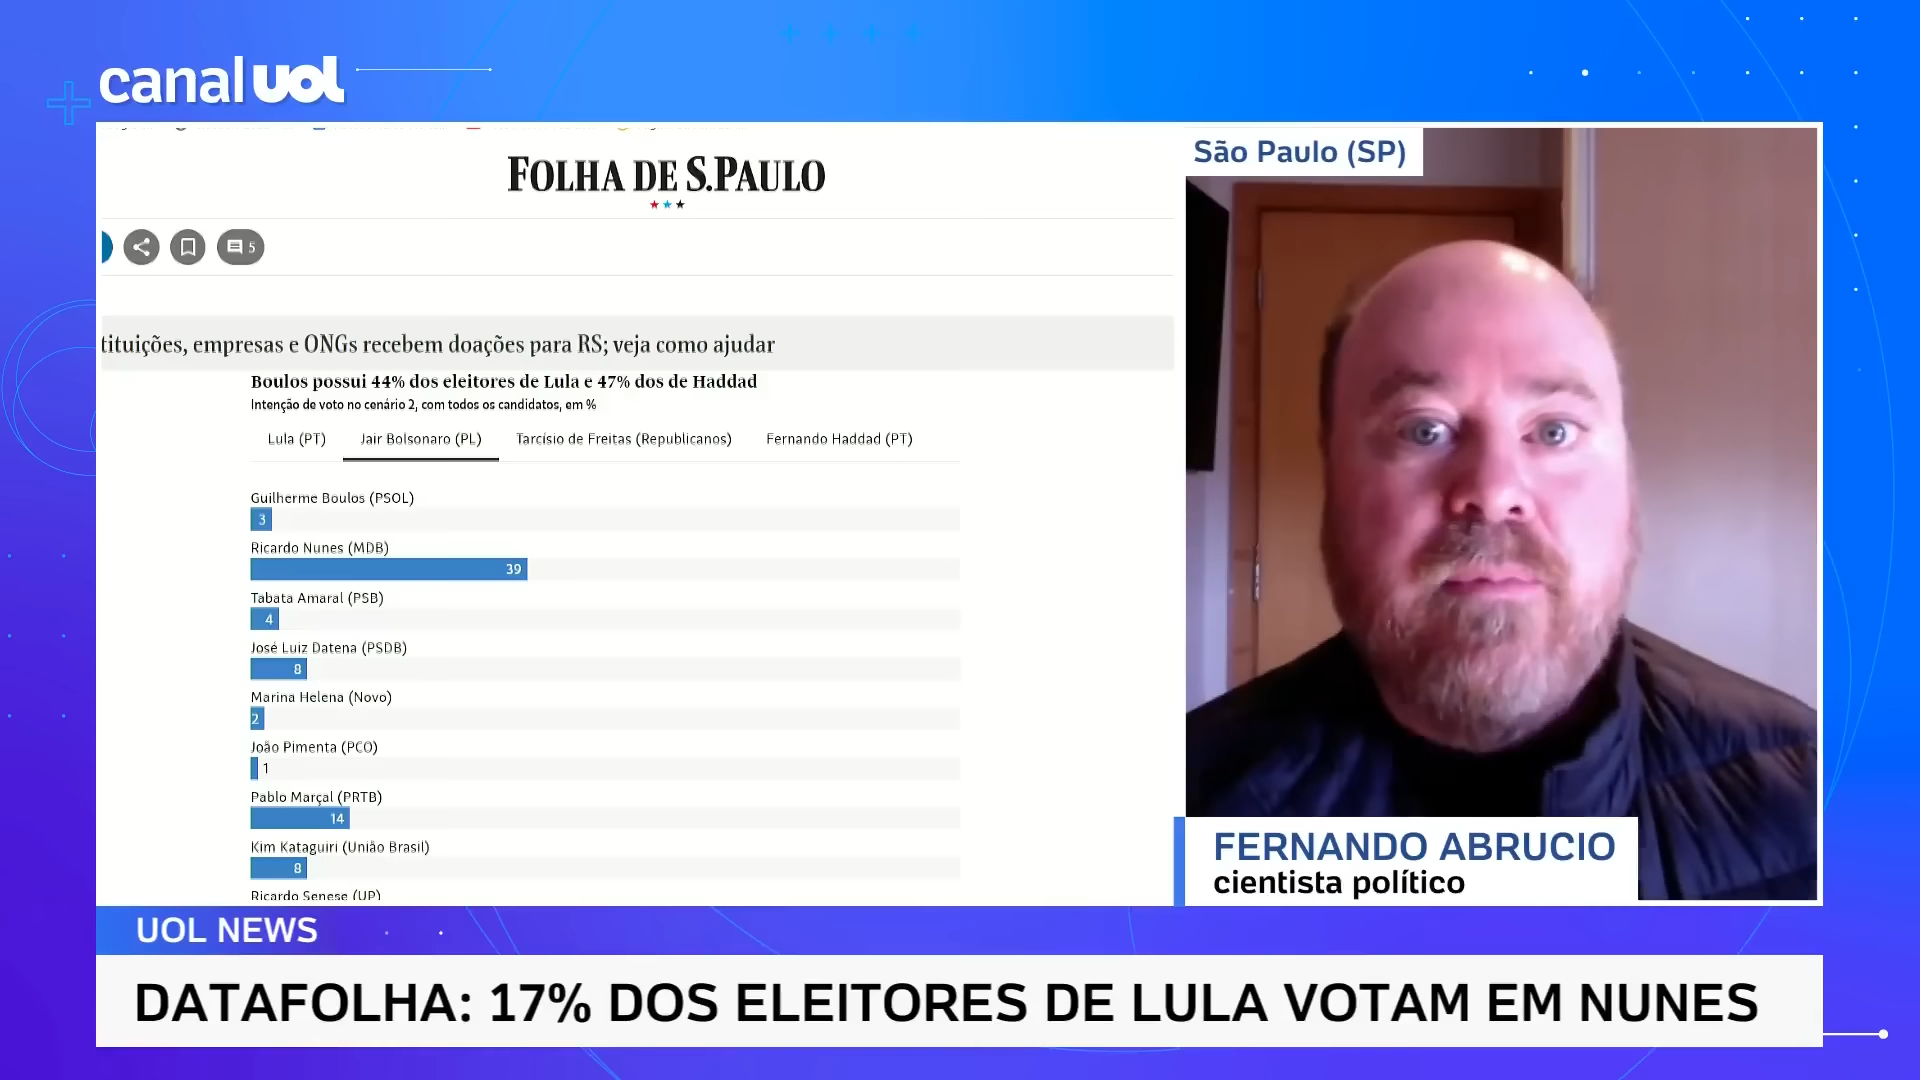 canal uol
FOLHA DE S.PAULO
5
tituições, empresas e ONGs recebem doações para RS; veja como ajudar
Boulos possui 44% dos eleitores de Lula e 47% dos de Haddad
Intenção de voto no cenário 2, com todos os candidatos, em %
Lula (PT) Jair Bolsonaro (PL) Tarcísio de Freitas (Republicanos) Fernando Haddad (PT)
Guilherme Boulos (PSOL)
3
Ricardo Nunes (MDB)
39
Tabata Amaral (PSB)
4
José Luiz Datena (PSDB)
8
Marina Helena (Novo)
2
João Pimenta (PCO)
1
Pablo Marçal (PRTB)
14
Kim Kataguiri (União Brasil)
8
Ricardo Senese (UP)
São Paulo (SP)
FERNANDO ABRUCIO
cientista político
UOL NEWS
DATAFOLHA: 17% DOS ELEITORES DE LULA VOTAM EM NUNES